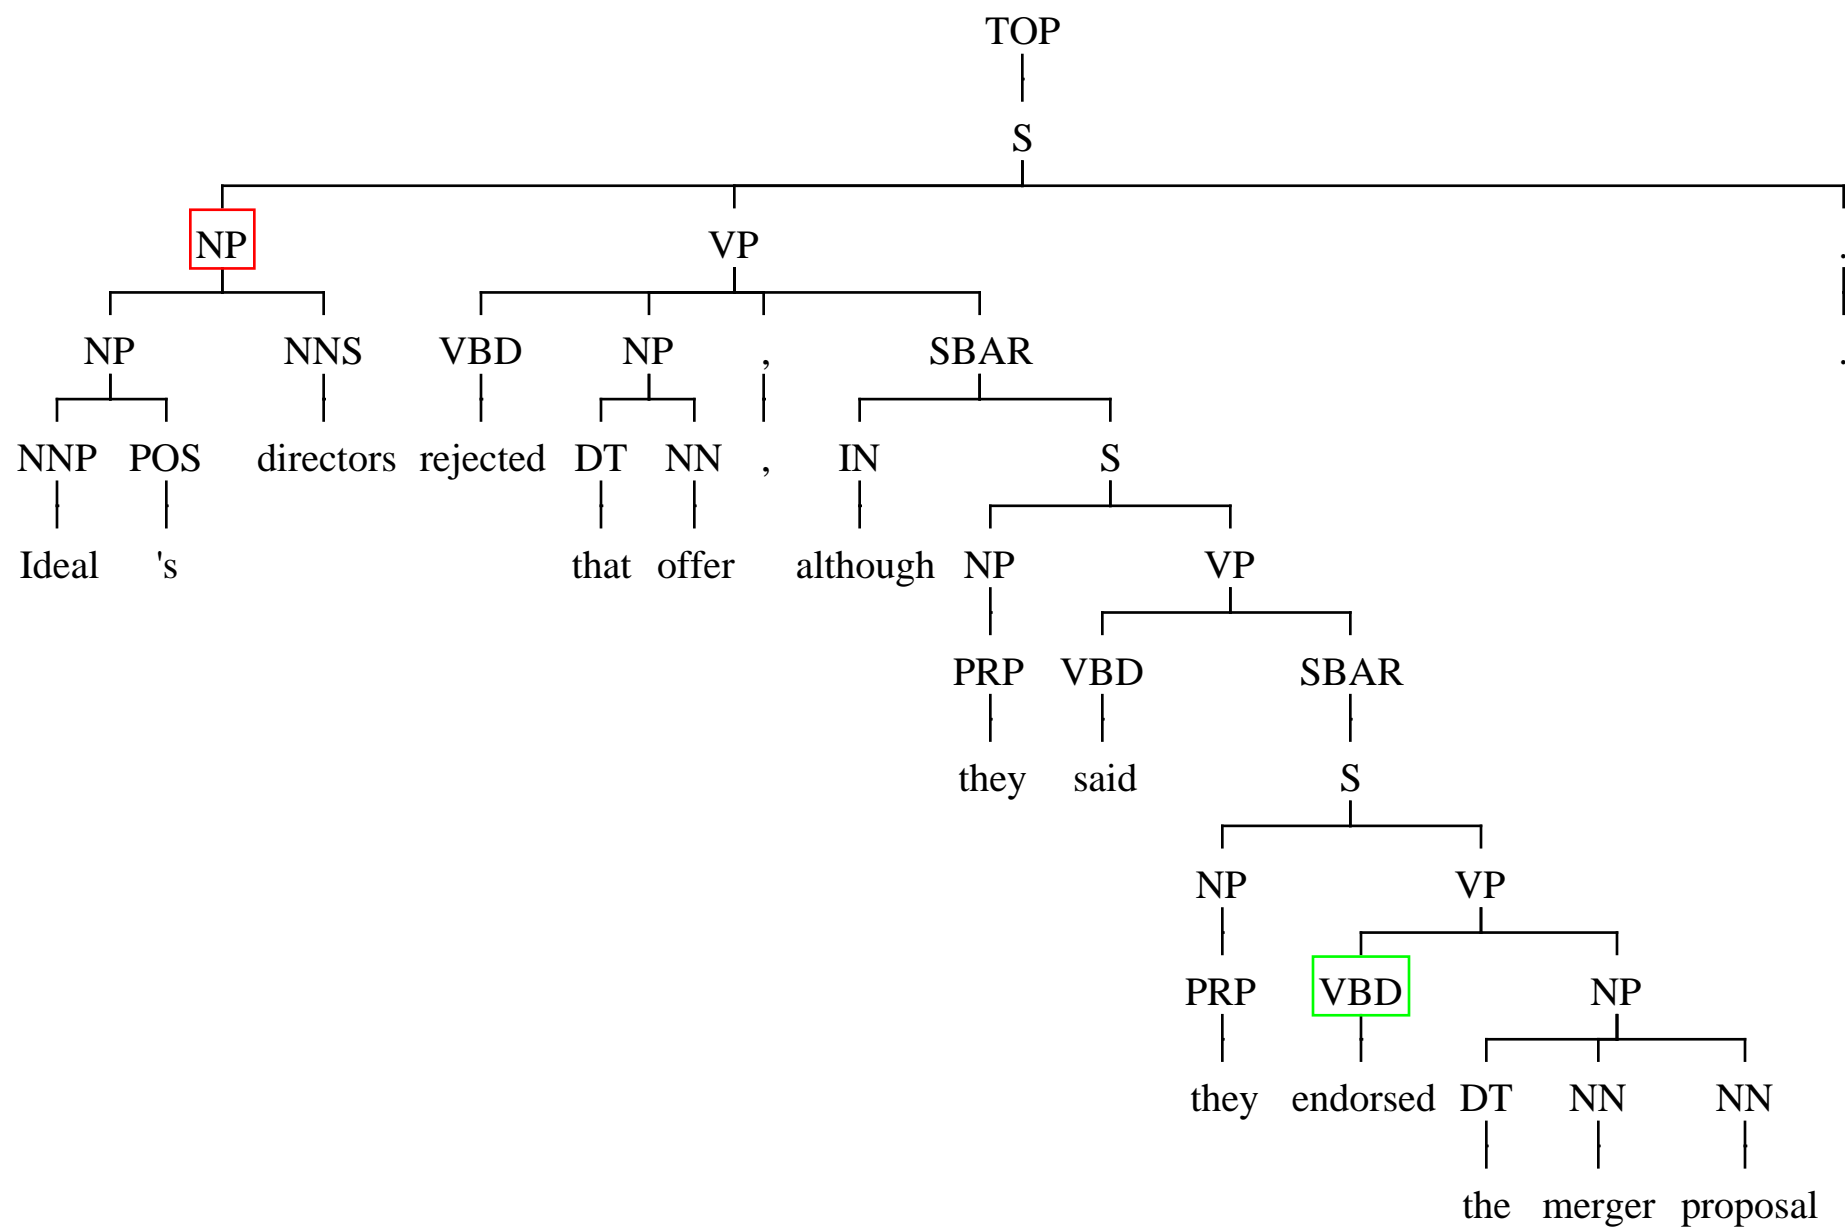 TOP
S
NP VP .
NP NNS VBD NP , SBAR .
NNP POS directors rejected DT NN , IN S
Ideal 's that offer although NP VP
PRP VBD SBAR
they said S
NP VP
PRP VBD NP
they endorsed DT NN NN
the merger proposal